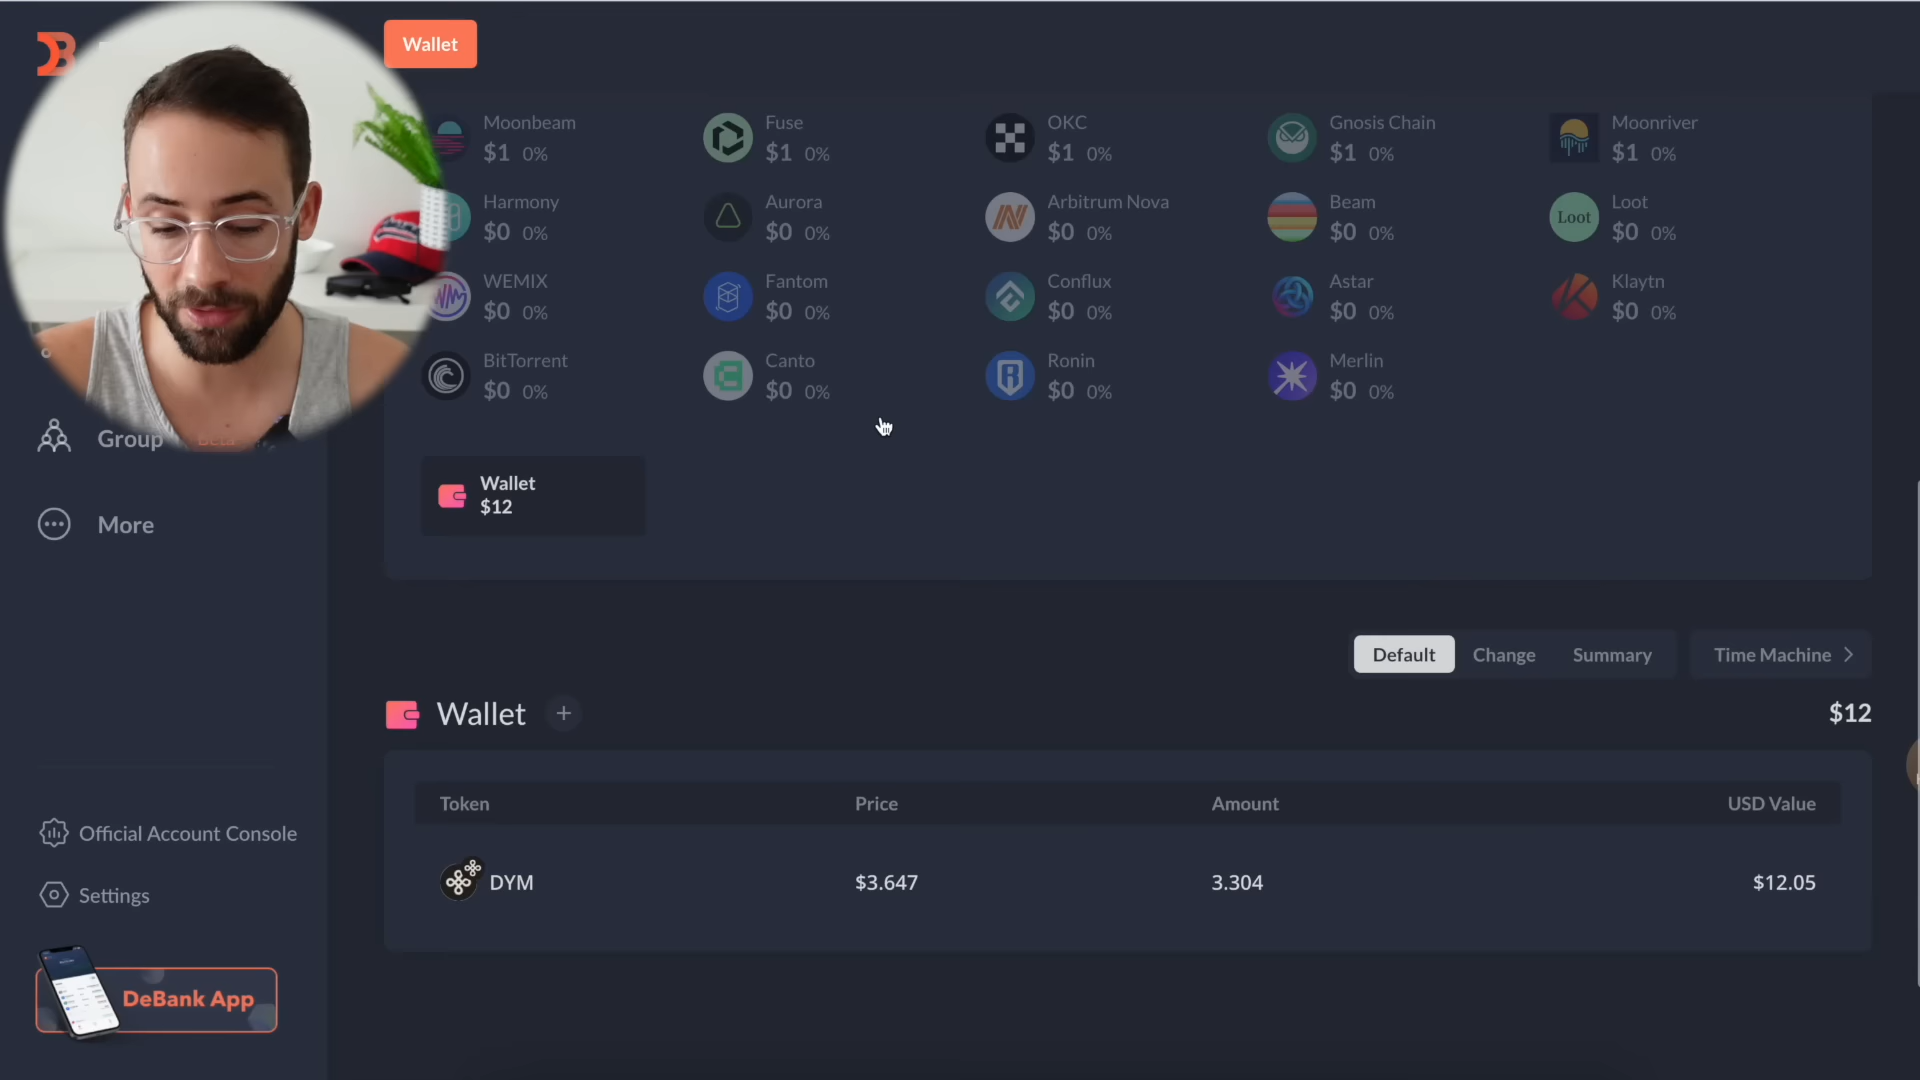 Wallet
Moonbeam
$1 0%
Fuse
$1 0%
OKC
$1 0%
Gnosis Chain
$1 0%
Moonriver
$1 0%
Harmony
$0 0%
Aurora
$0 0%
Arbitrum Nova
$0 0%
Beam
$0 0%
Loot
Loot
$0 0%
WEMIX
$0 0%
Fantom
$0 0%
Conflux
$0 0%
Astar
$0 0%
Klaytn
$0 0%
BitTorrent
$0 0%
Canto
$0 0%
Ronin
$0 0%
Merlin
$0 0%
Group Beta
Wallet
$12
More
Default Change Summary Time Machine
Wallet + $12
Token Price Amount USD Value
DYM $3.647 3.304 $12.05
Official Account Console
Settings
DeBank App